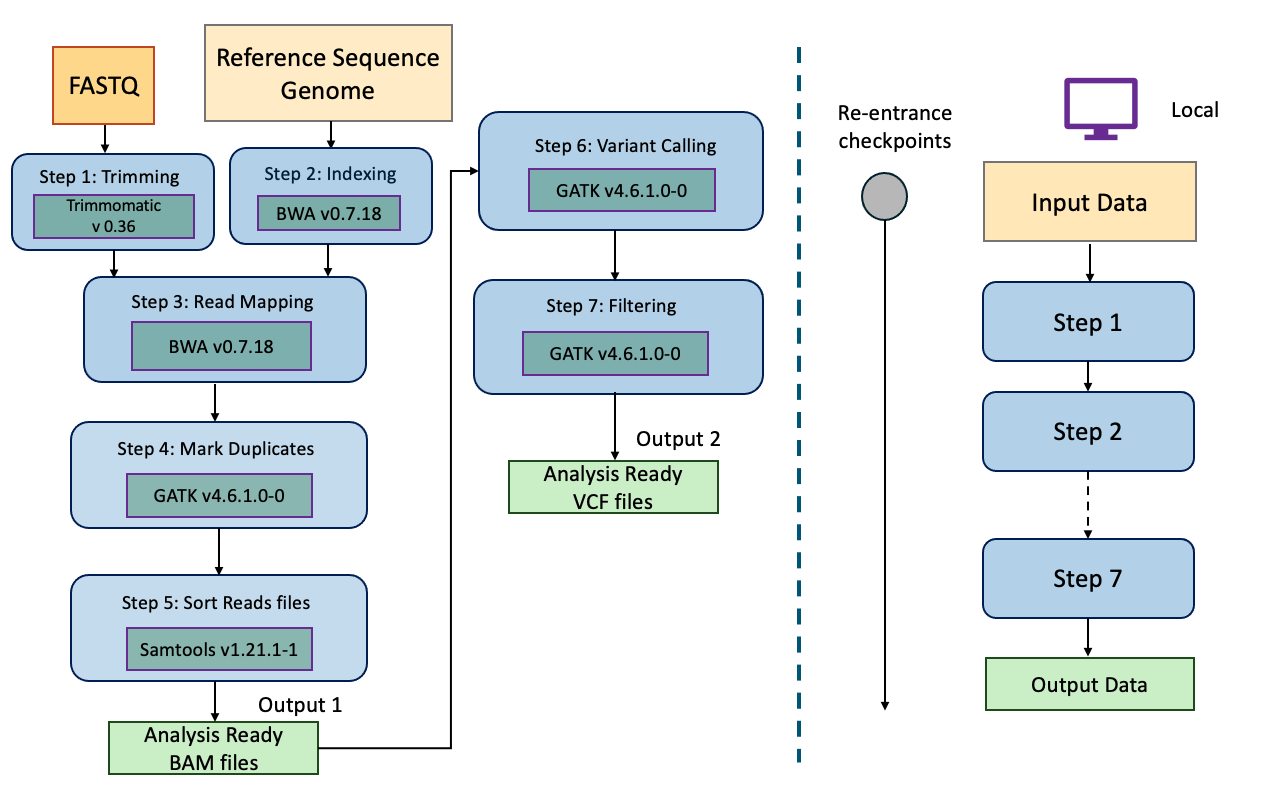 FASTQ
Reference Sequence
Genome
Step 1: Trimming
Trimmomatic
v 0.36
Step 2: Indexing
BWA v0.7.18
Step 3: Read Mapping
BWA v0.7.18
Step 4: Mark Duplicates
GATK v4.6.1.0-0
Step 5: Sort Reads files
Samtools v1.21.1-1
Output 1
Analysis Ready
BAM files
Step 6: Variant Calling
GATK v4.6.1.0-0
Step 7: Filtering
GATK v4.6.1.0-0
Output 2
Analysis Ready
VCF files
Re-entrance
checkpoints
Local
Input Data
Step 1
Step 2
Step 7
Output Data